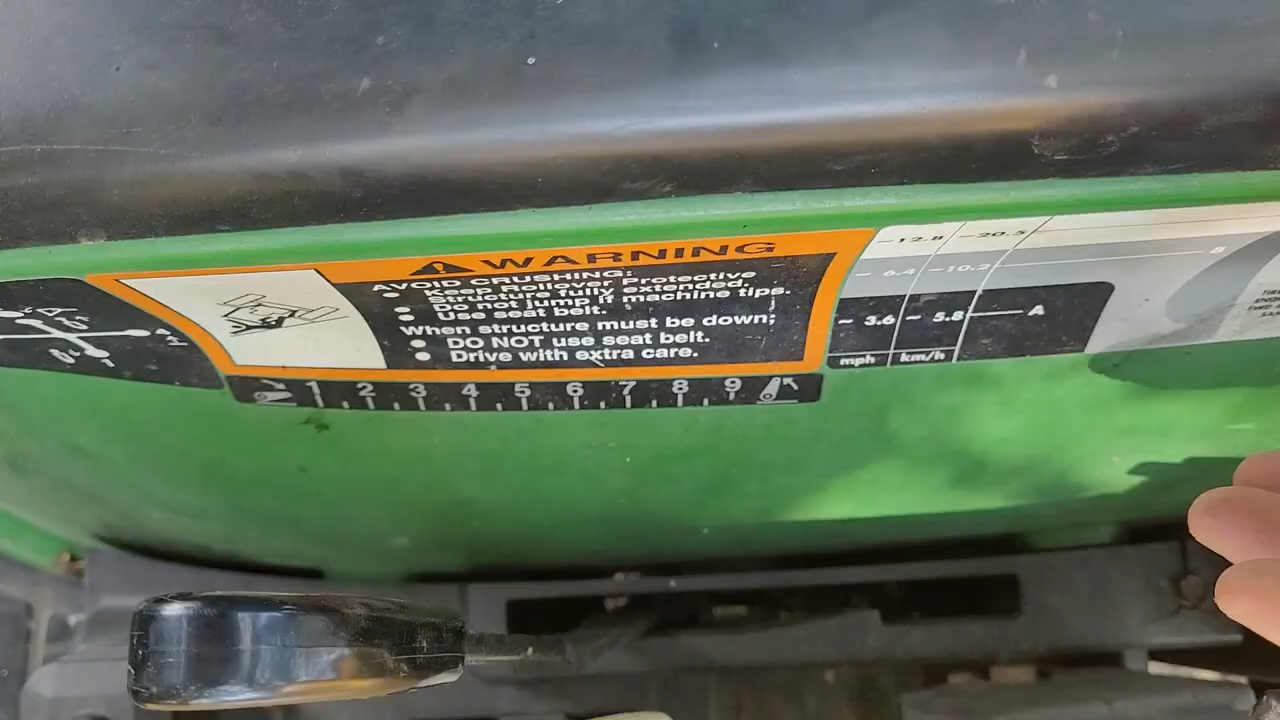 WARNING
AVOID CRUSHING:
● Keep Rollover Protective
Structure fully extended.
● Do not jump if machine tips.
● Use seat belt.
When structure must be down;
● DO NOT use seat belt.
● Drive with extra care.
1 2 3 4 5 6 7 8 9
12.8 20.5
6.4 10.2 B
3.6 5.8 A
mph km/h